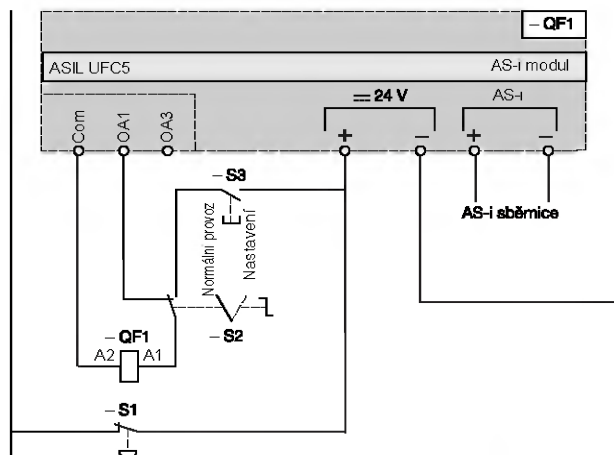 – QF1
ASIL UFC5
AS-i modul
Com
OA1
OA3
24 V
AS-i
+
–
+
–
– S3
AS-i sběrnice
Normální provoz
Nastavení
– QF1
– S2
A2
A1
– S1